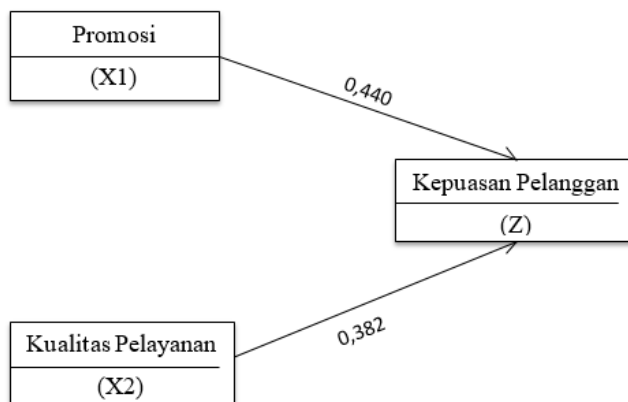 Promosi
(X1)
0,440
Kepuasan Pelanggan
(Z)
0,382
Kualitas Pelayanan
(X2)